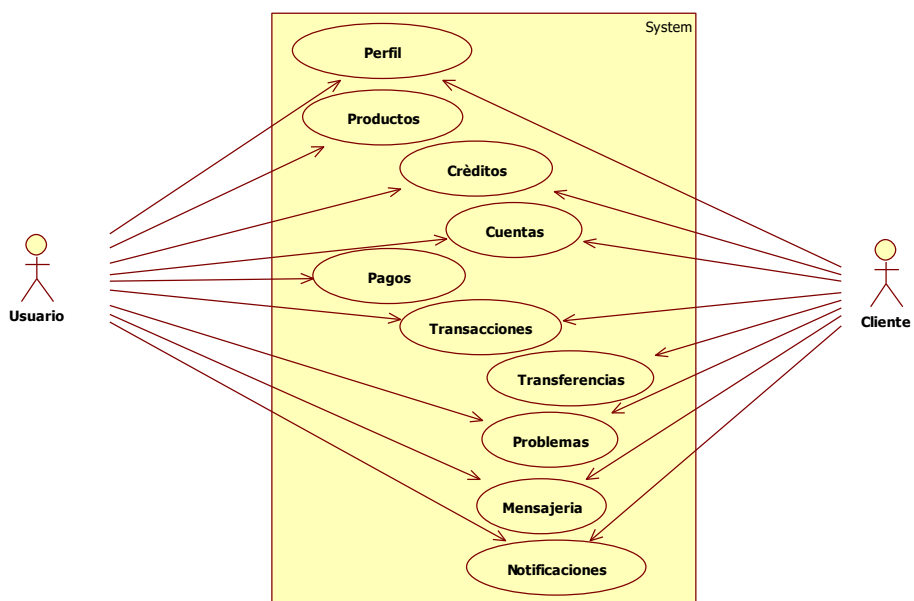 System
Perfil
Productos
Crèditos
Cuentas
Pagos
Usuario
Cliente
Transacciones
Transferencias
Problemas
Mensajeria
Notificaciones